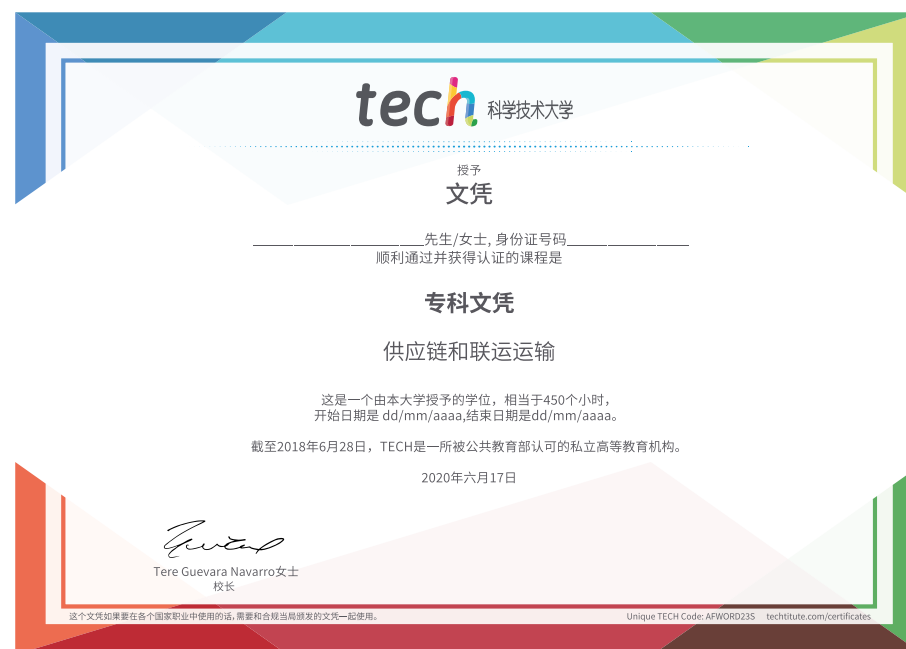 tech 科学技术大学
授予
文凭
先生/女士, 身份证号码
顺利通过并获得认证的课程是
专科文凭
供应链和联运运输
这是一个由本大学授予的学位，相当于450个小时，
开始日期是 dd/mm/aaaa,结束日期是dd/mm/aaaa。
截至2018年6月28日，TECH是一所被公共教育部认可的私立高等教育机构。
2020年六月17日
Tere Guevara Navarro女士
校长
这个文凭如果要在各个国家职业中使用的话,需要和合规当局颁发的文凭一起使用。
Unique TECH Code: AFWORD23S techtitute.com/certificates